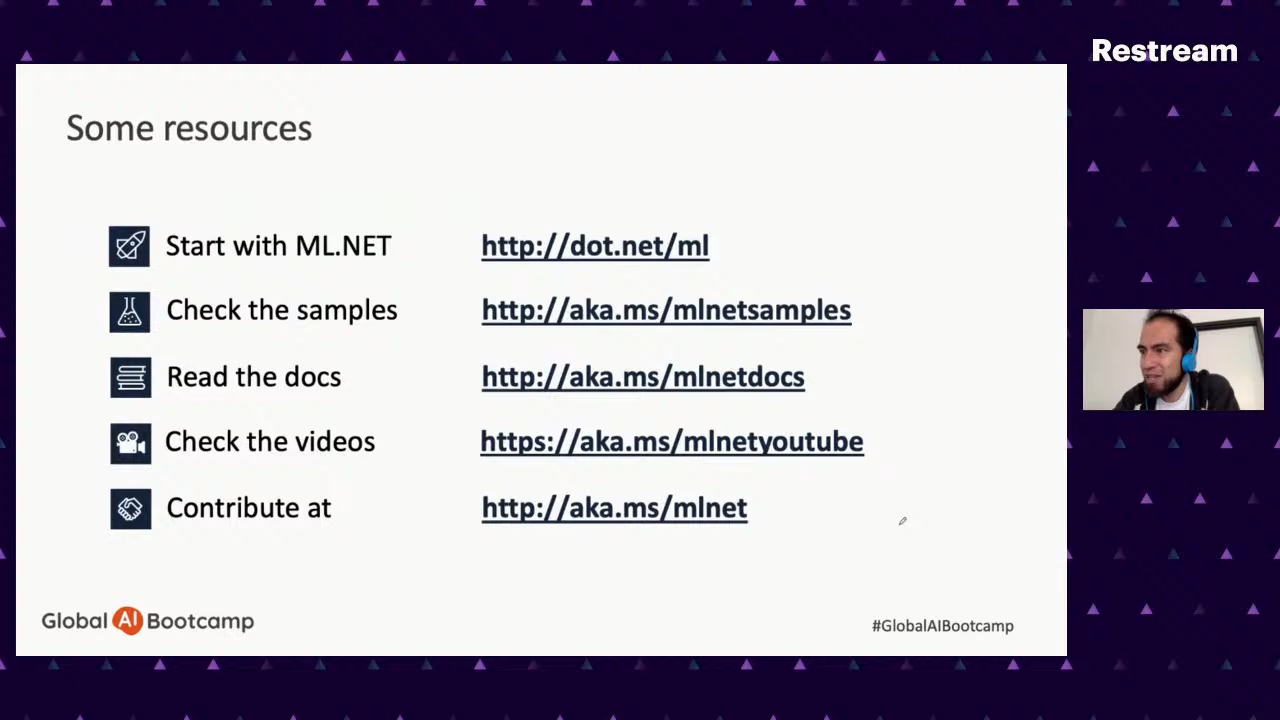 Restream
Some resources
Start with ML.NET http://dot.net/ml
Check the samples http://aka.ms/mlnetsamples
Read the docs http://aka.ms/mlnetdocs
Check the videos https://aka.ms/mlnetyoutube
Contribute at http://aka.ms/mlnet
Global AI Bootcamp
#GlobalAIBootcamp